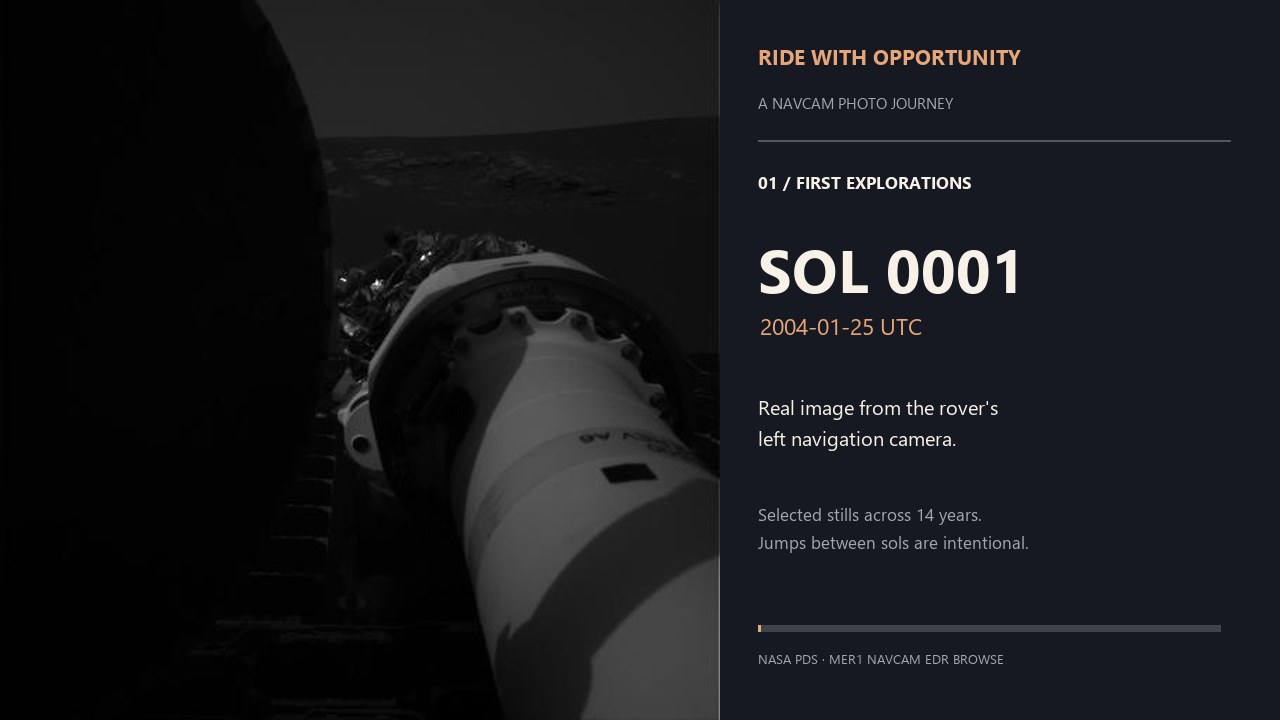 RIDE WITH OPPORTUNITY
A NAVCAM PHOTO JOURNEY
01 / FIRST EXPLORATIONS
SOL 0001
2004-01-25 UTC
Real image from the rover's
left navigation camera.
Selected stills across 14 years.
Jumps between sols are intentional.
NASA PDS · MER1 NAVCAM EDR BROWSE